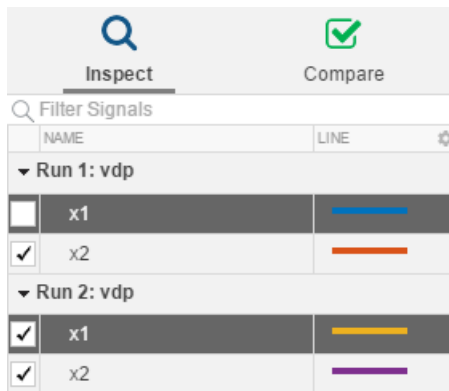 Inspect Compare
Filter Signals
NAME LINE
Run 1: vdp
x1
x2
Run 2: vdp
x1
x2